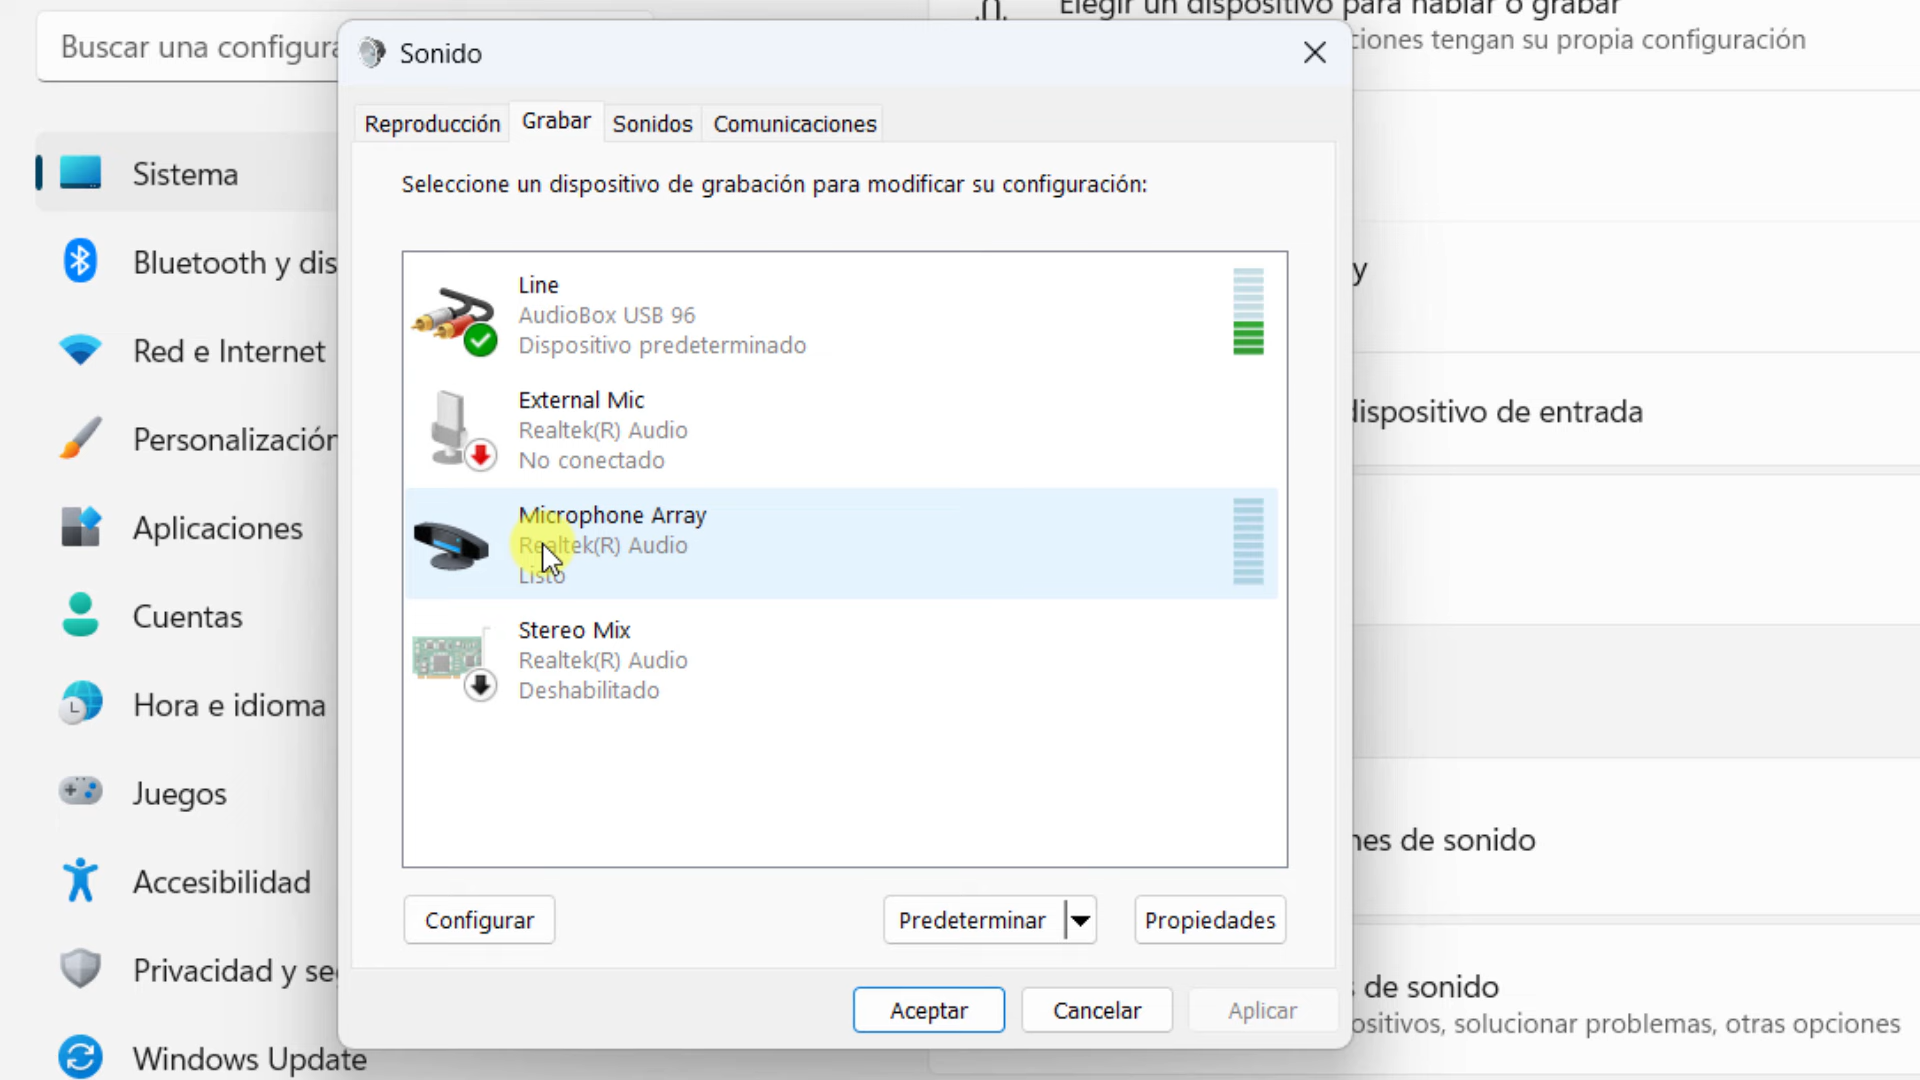 Buscar una configura
Sistema
Bluetooth y dis
Red e Internet
Personalización
Aplicaciones
Cuentas
Hora e idioma
Juegos
Accesibilidad
Privacidad y se
Windows Update
Sonido
Reproducción
Grabar
Sonidos
Comunicaciones
Seleccione un dispositivo de grabación para modificar su configuración:
Line
AudioBox USB 96
Dispositivo predeterminado
External Mic
Realtek(R) Audio
No conectado
Microphone Array
Realtek(R) Audio
Listo
Stereo Mix
Realtek(R) Audio
Deshabilitado
Configurar
Predeterminar
Propiedades
Aceptar
Cancelar
Aplicar
Elegir un dispositivo para hablar o grabar
ciones tengan su propia configuración
y
dispositivo de entrada
nes de sonido
s de sonido
ositivos, solucionar problemas, otras opciones